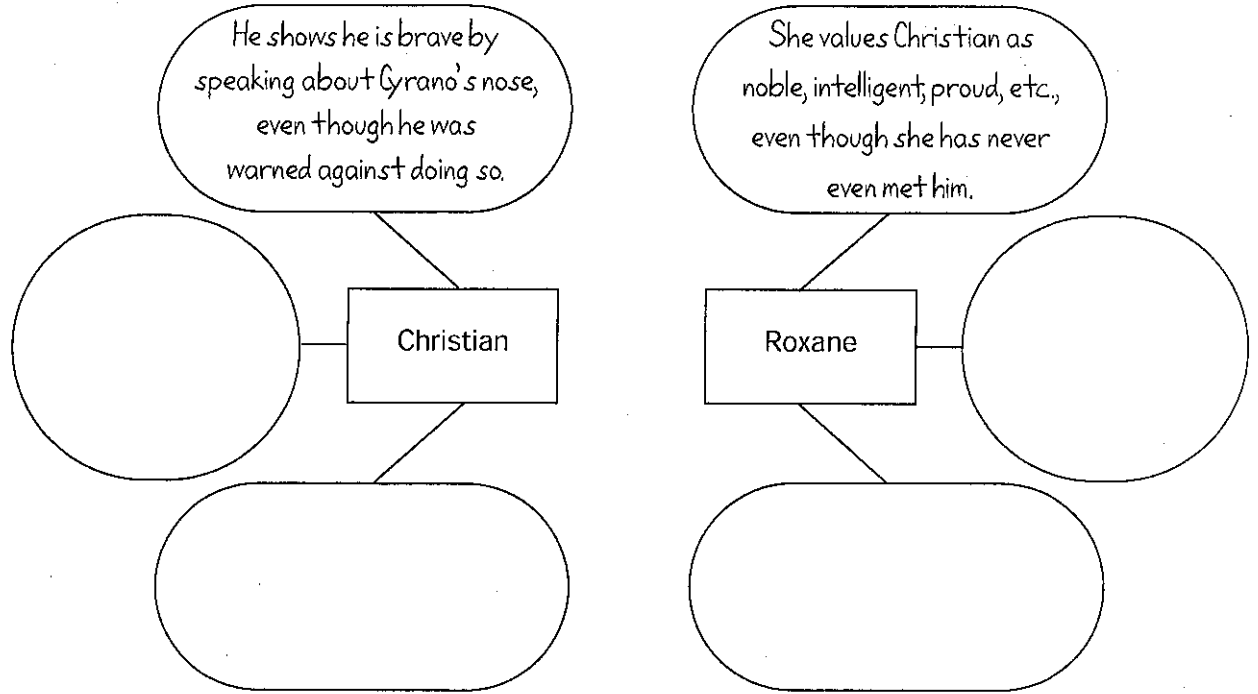 He shows he is brave by
speaking about Cyrano's nose,
even though he was
warned against doing so.
She values Christian as
noble, intelligent, proud, etc.,
even though she has never
even met him.
Christian
Roxane